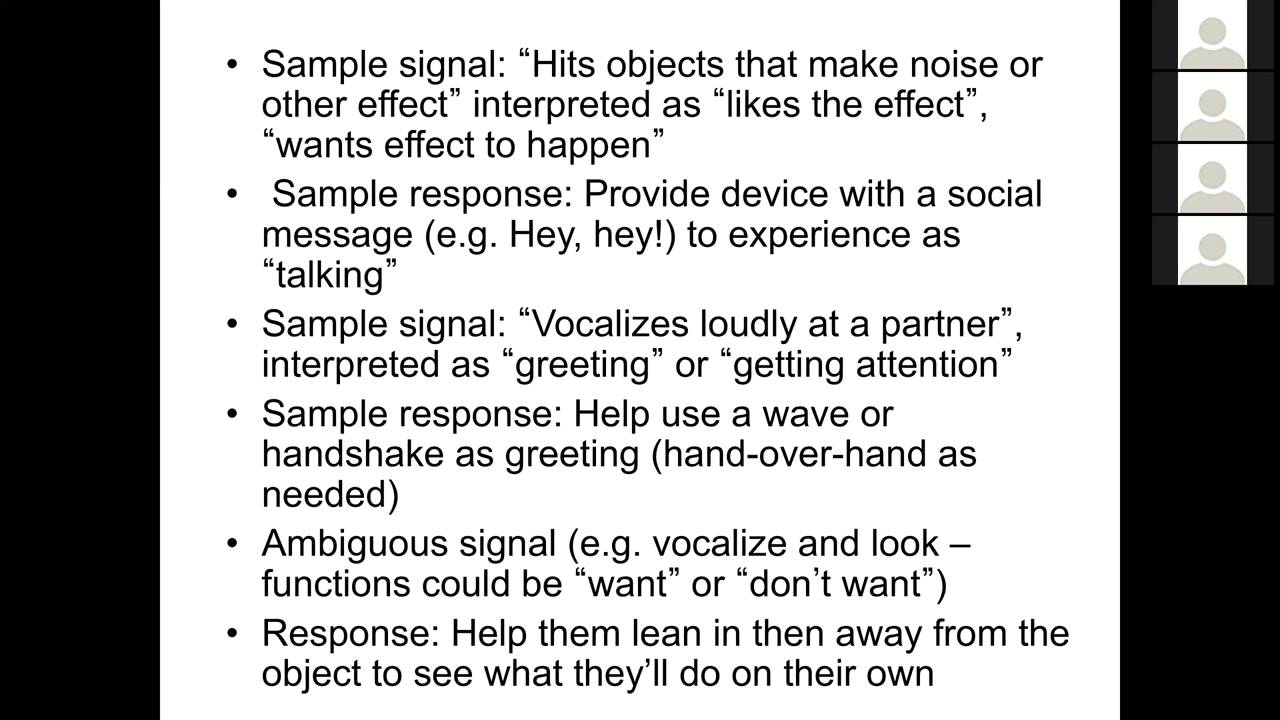 • Sample signal: “Hits objects that make noise or
other effect” interpreted as “likes the effect”,
“wants effect to happen”
• Sample response: Provide device with a social
message (e.g. Hey, hey!) to experience as
“talking”
• Sample signal: “Vocalizes loudly at a partner”,
interpreted as “greeting” or “getting attention”
• Sample response: Help use a wave or
handshake as greeting (hand-over-hand as
needed)
• Ambiguous signal (e.g. vocalize and look –
functions could be “want” or “don’t want”)
• Response: Help them lean in then away from the
object to see what they’ll do on their own